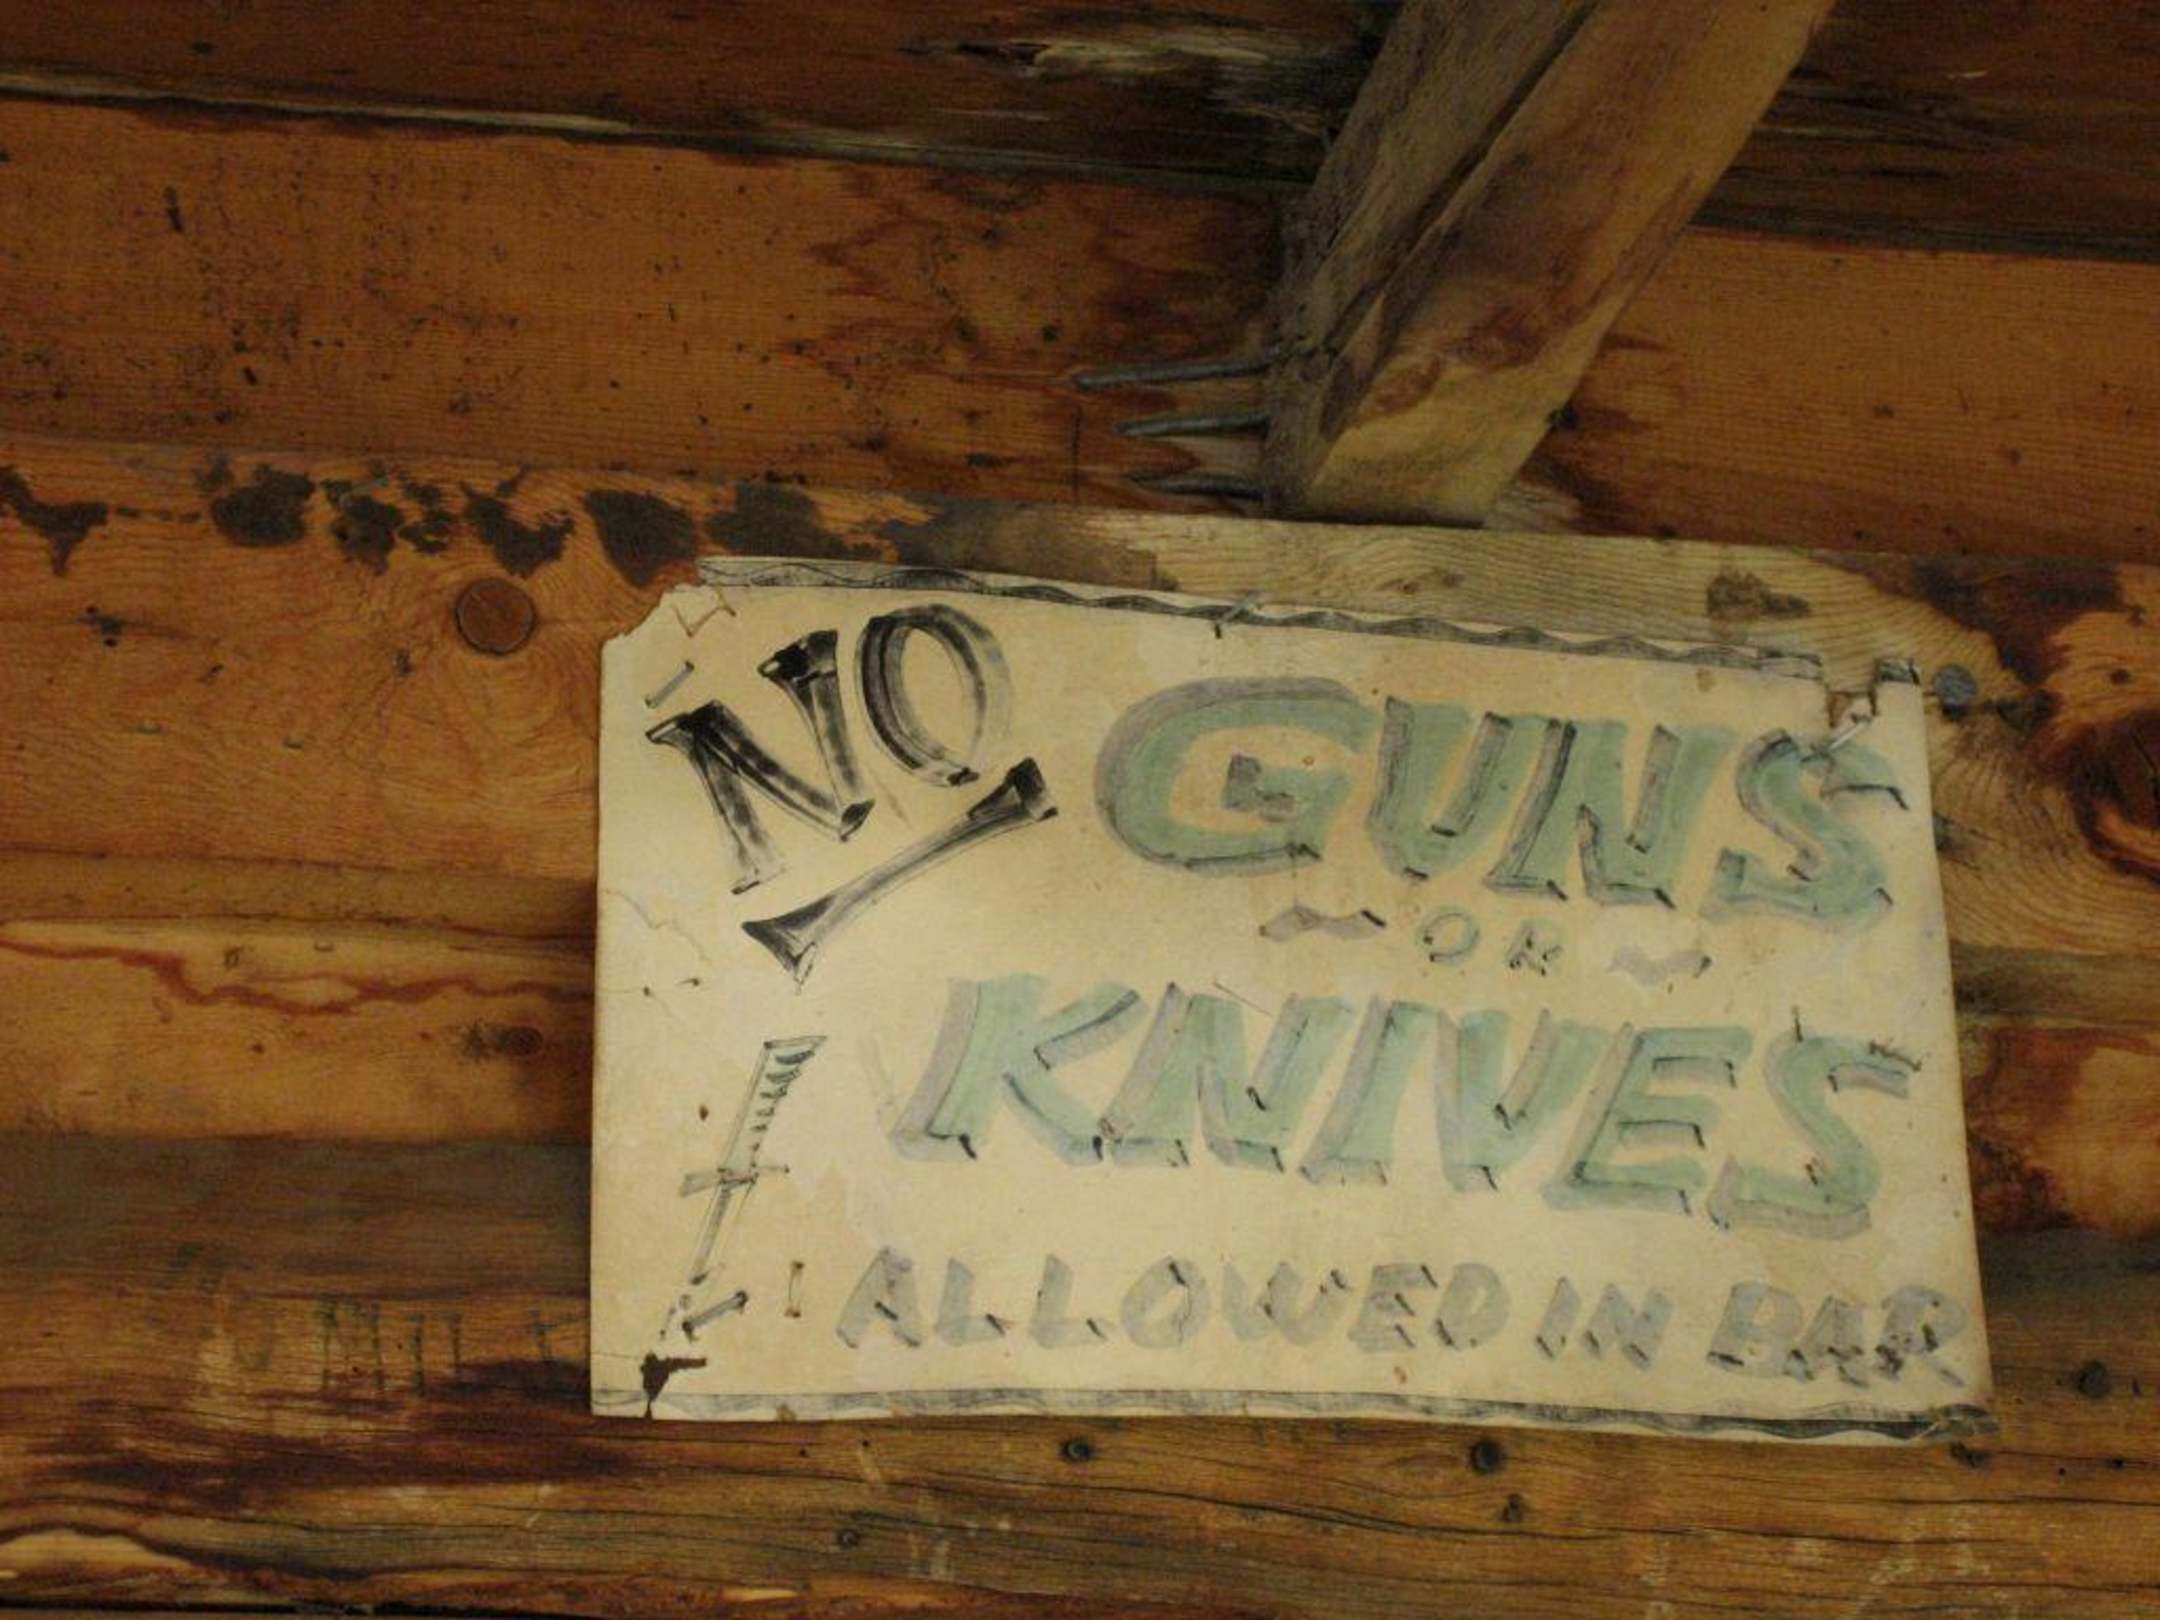 NO
GUNS
~ OR ~
KNIVES
ALLOWED IN BAR